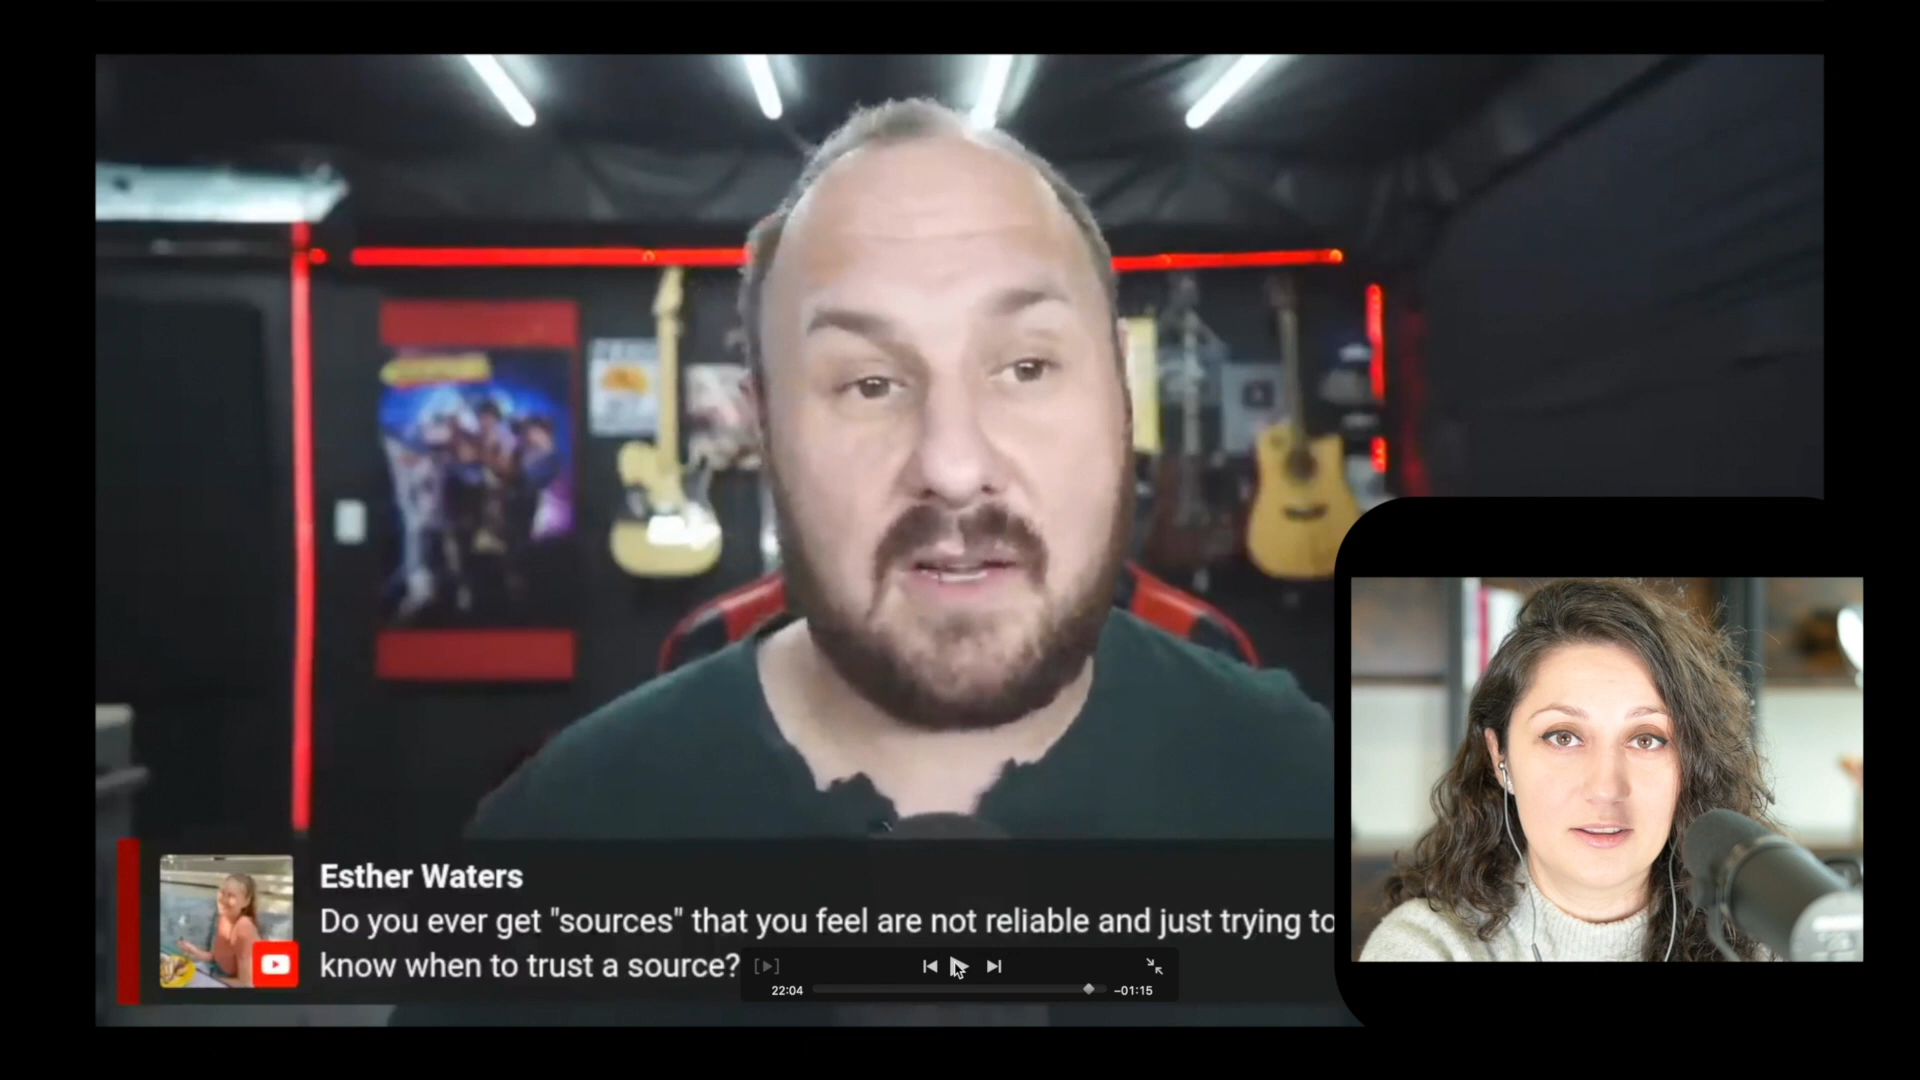 Esther Waters
Do you ever get "sources" that you feel are not reliable and just trying to
know when to trust a source?
22:04
-01:15